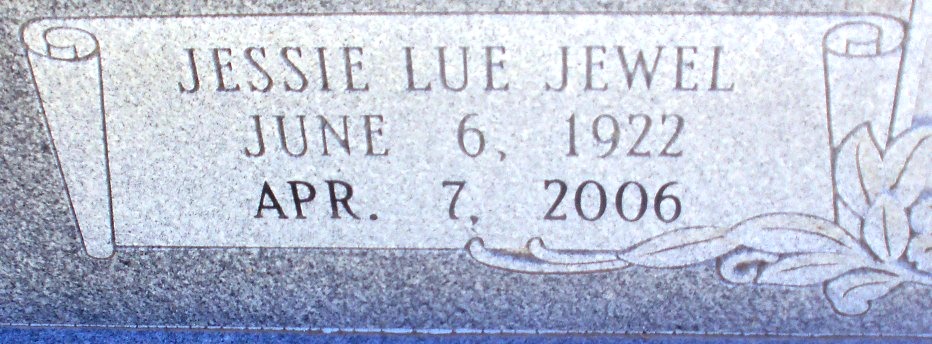 JESSIE LUE JEWEL
JUNE 6, 1922
APR. 7, 2006